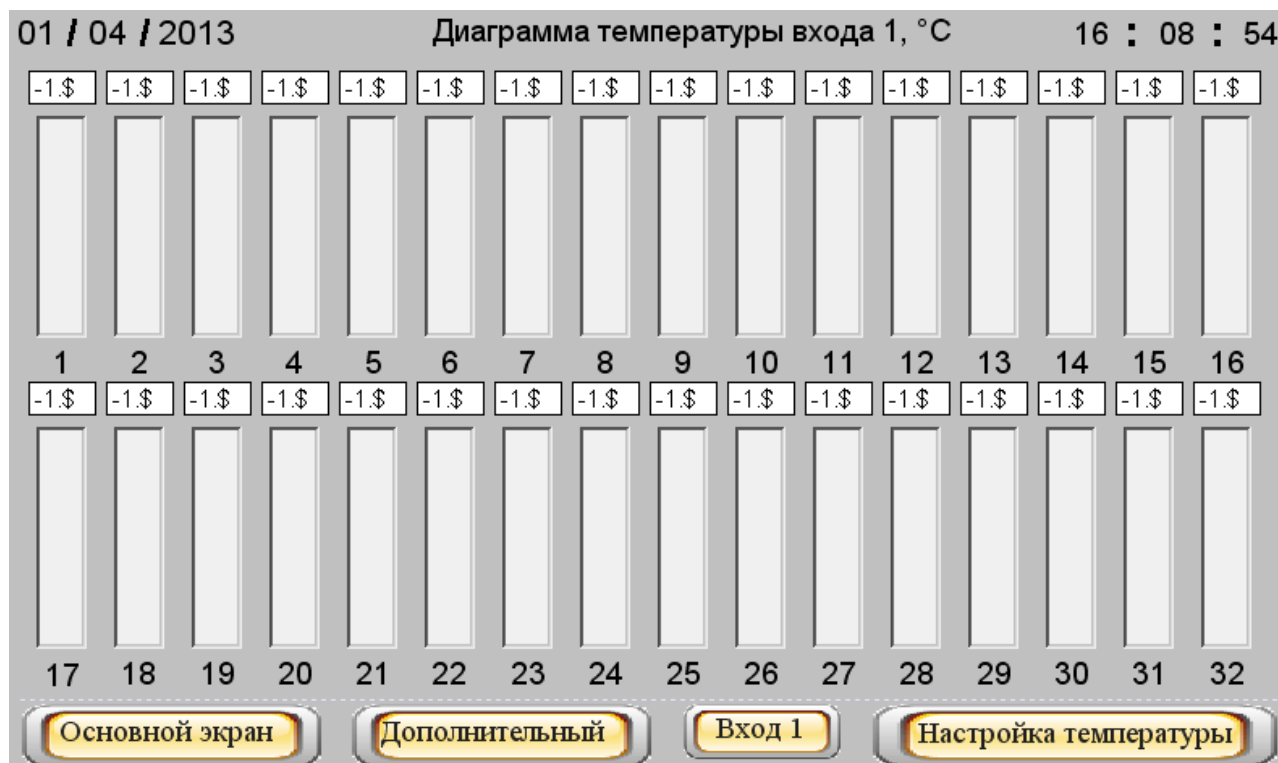 01 / 04 / 2013 Диаграмма температуры входа 1, °C 16 : 08 : 54
-1.$ -1.$ -1.$ -1.$ -1.$ -1.$ -1.$ -1.$ -1.$ -1.$ -1.$ -1.$ -1.$ -1.$ -1.$ -1.$
1 2 3 4 5 6 7 8 9 10 11 12 13 14 15 16
-1.$ -1.$ -1.$ -1.$ -1.$ -1.$ -1.$ -1.$ -1.$ -1.$ -1.$ -1.$ -1.$ -1.$ -1.$ -1.$
17 18 19 20 21 22 23 24 25 26 27 28 29 30 31 32
Основной экран Дополнительный Вход 1 Настройка температуры